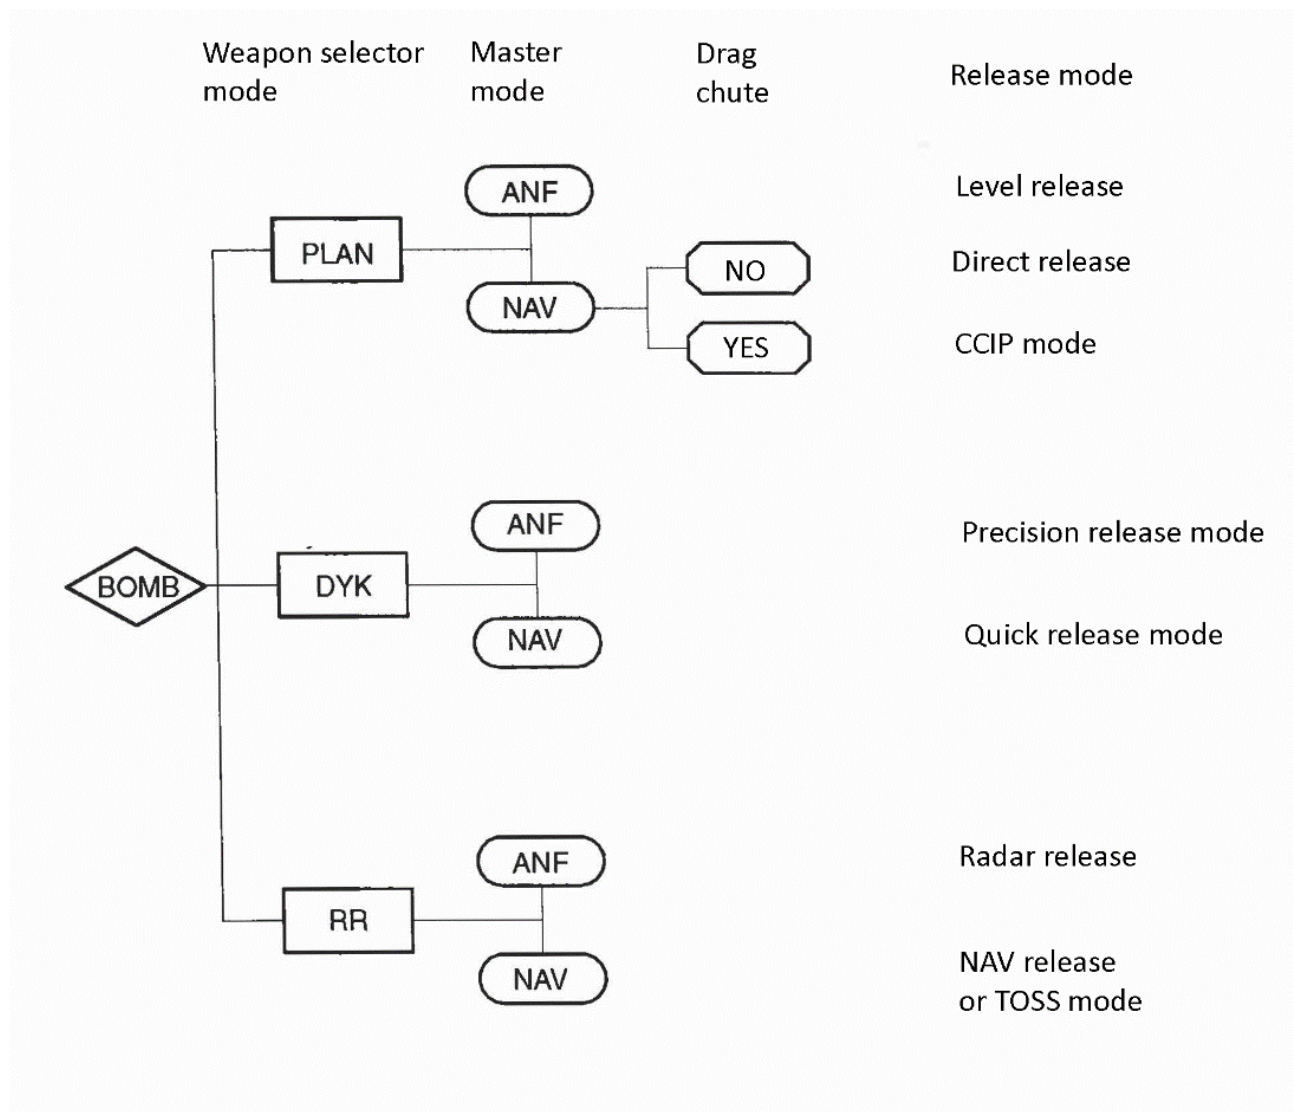 Weapon selector
mode
Master
mode
Drag
chute
Release mode
ANF
Level release
PLAN
NO
Direct release
NAV
YES
CCIP mode
ANF
Precision release mode
BOMB
DYK
NAV
Quick release mode
ANF
Radar release
RR
NAV
NAV release
or TOSS mode